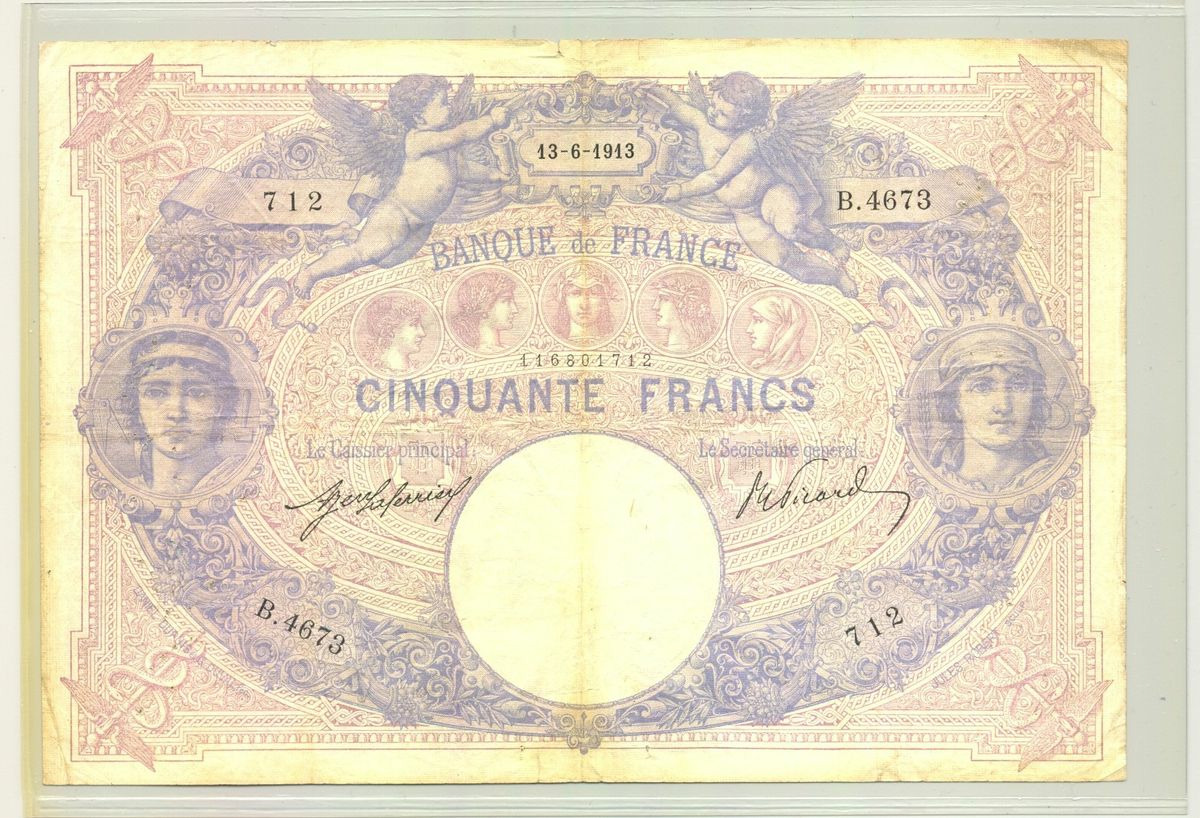 13-6-1913
712
B.4673
BANQUE de FRANCE
116801712
CINQUANTE FRANCS
Le Caissier principal,
Le Secrétaire général
Picard
B.4673
712